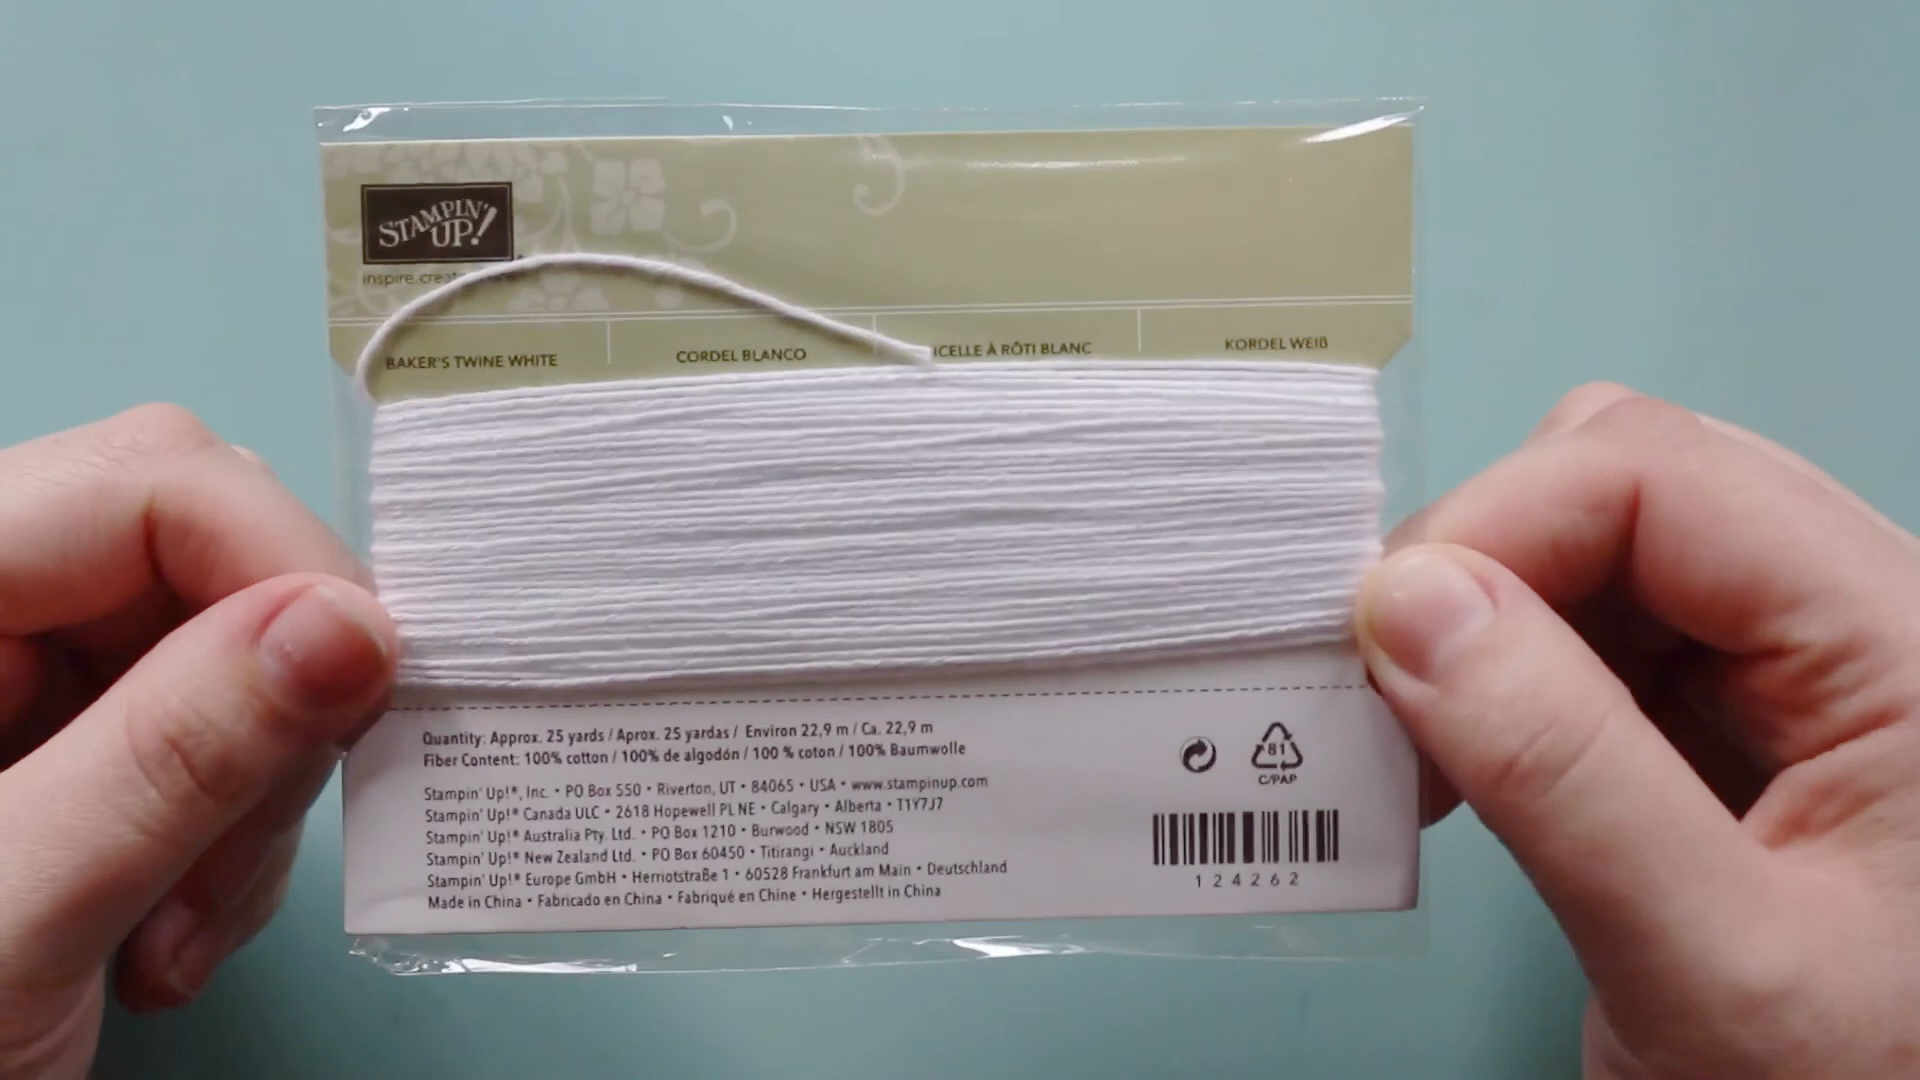 STAMPIN'
UP!
inspire.
BAKER'S TWINE WHITE
CORDEL BLANCO
ICELLE À RÔTI BLANC
KORDEL WEIß
Quantity: Approx. 25 yards / Aprox. 25 yardas / Environ 22,9 m / Ca. 22,9 m
Fiber Content: 100% cotton / 100% de algodón / 100 % coton / 100% Baumwolle
Stampin' Up!®, Inc. • PO Box 550 • Riverton, UT • 84065 • USA • www.stampinup.com
Stampin' Up!® Canada ULC • 2618 Hopewell PL NE • Calgary • Alberta • T1Y7J7
Stampin' Up!® Australia Pty. Ltd. • PO Box 1210 • Burwood • NSW 1805
Stampin' Up!® New Zealand Ltd. • PO Box 60450 • Titirangi • Auckland
Stampin' Up!® Europe GmbH • Herriotstraße 1 • 60528 Frankfurt am Main • Deutschland
Made in China • Fabricado en China • Fabriqué en Chine • Hergestellt in China
81
C/PAP
124262